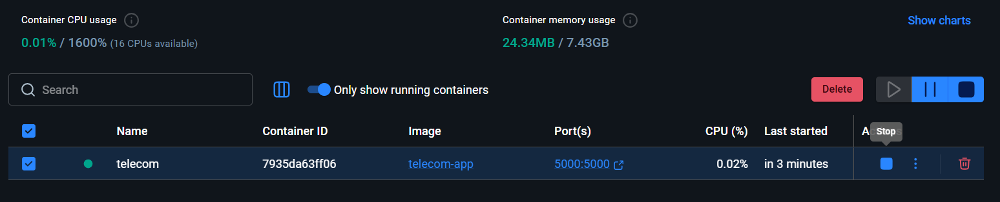 Container CPU usage
0.01% / 1600% (16 CPUs available)
Container memory usage
24.34MB / 7.43GB
Show charts
Search
Only show running containers
Delete
Name Container ID Image Port(s) CPU (%) Last started
Stop
telecom 7935da63ff06 telecom-app 5000:5000 0.02% in 3 minutes